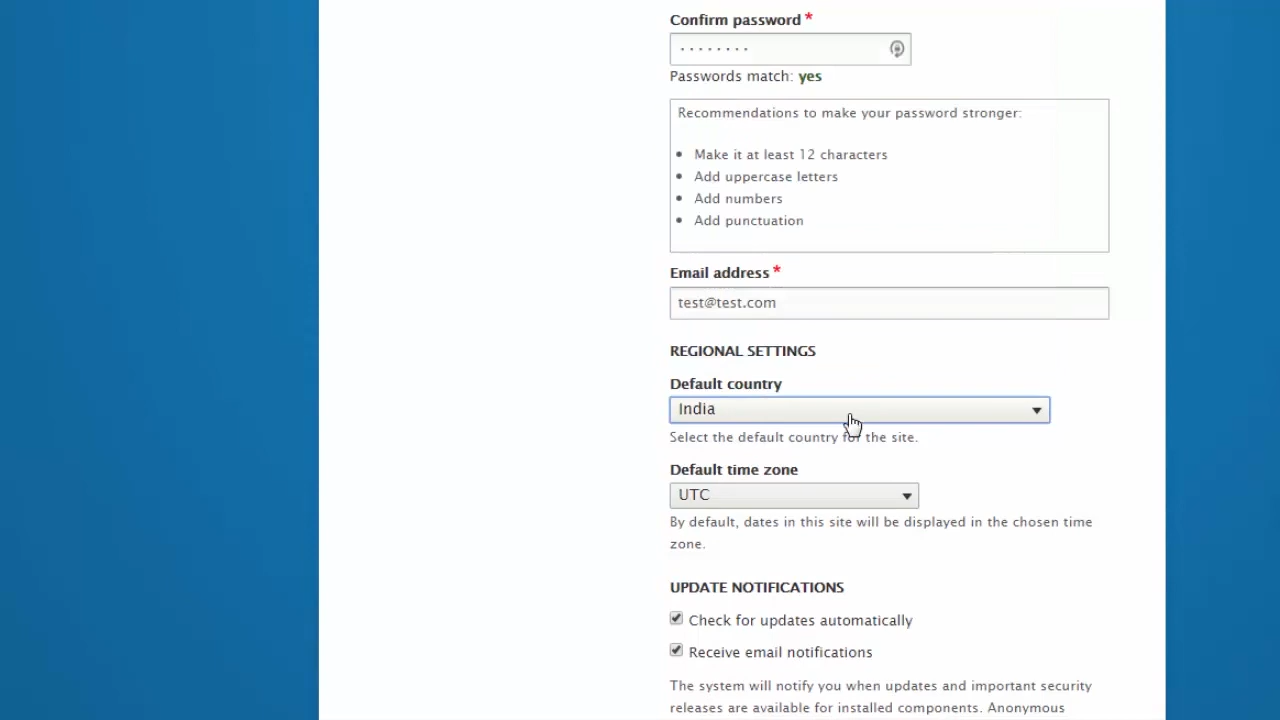 Confirm password *
········
Passwords match: yes
Recommendations to make your password stronger:
Make it at least 12 characters
Add uppercase letters
Add numbers
Add punctuation
Email address *
test@test.com
REGIONAL SETTINGS
Default country
India
Select the default country for the site.
Default time zone
UTC
By default, dates in this site will be displayed in the chosen time
zone.
UPDATE NOTIFICATIONS
Check for updates automatically
Receive email notifications
The system will notify you when updates and important security
releases are available for installed components. Anonymous